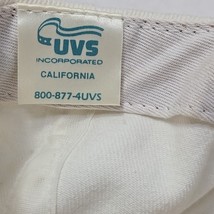 UVS
INCORPORATED
CALIFORNIA
800-877-4UVS